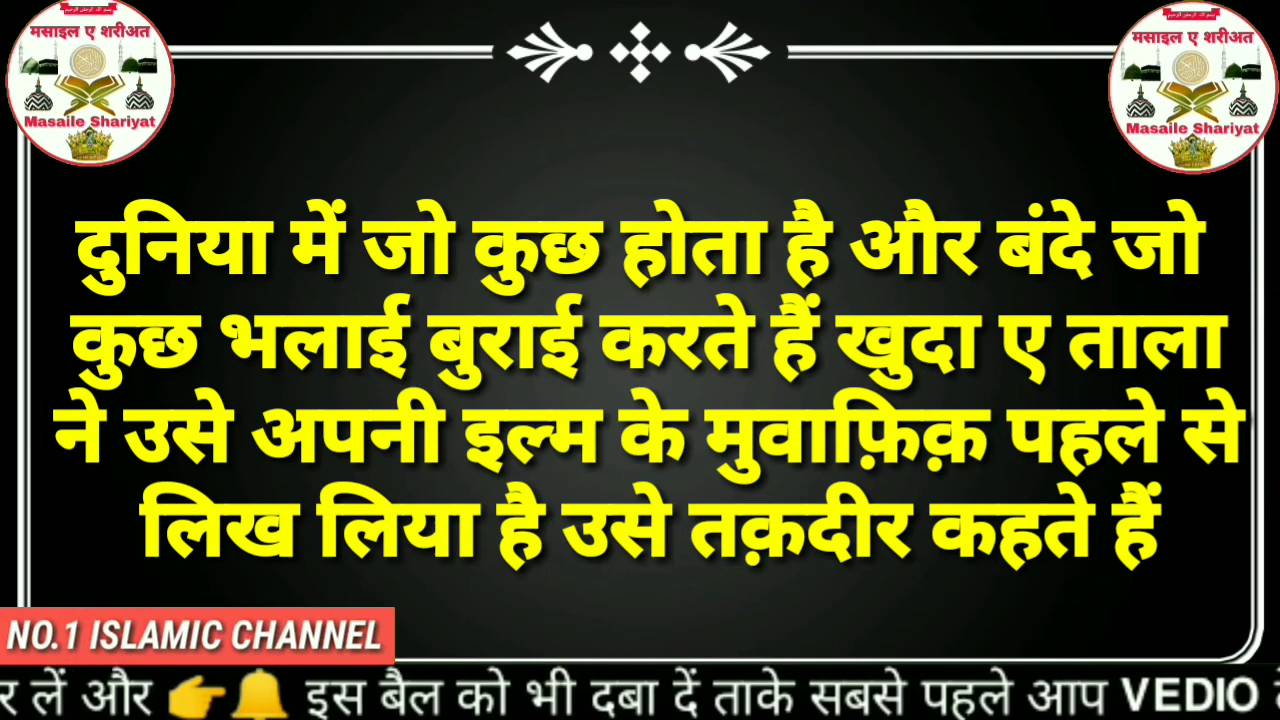 मसाइल ए शरीअत
Masaile Shariyat
मसाइल ए शरीअत
Masaile Shariyat
दुनिया में जो कुछ होता है और बंदे जो
कुछ भलाई बुराई करते हैं खुदा ए ताला
ने उसे अपनी इल्म के मुवाफ़िक़ पहले से
लिख लिया है उसे तक़दीर कहते हैं
NO.1 ISLAMIC CHANNEL
र लें और 👉🔔 इस बैल को भी दबा दें ताके सबसे पहले आप VEDIO